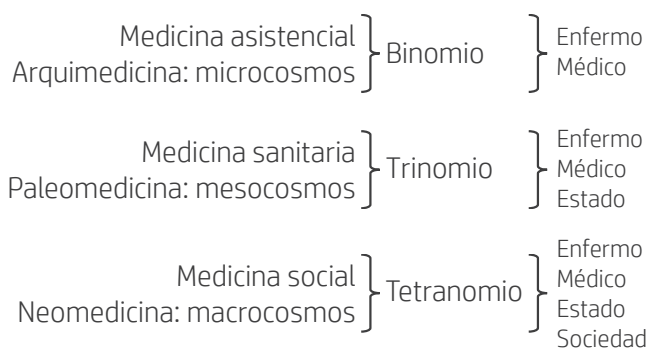 Medicina asistencial
Arquimedicina: microcosmos
Binomio
Enfermo
Médico
Medicina sanitaria
Paleomedicina: mesocosmos
Trinomio
Enfermo
Médico
Estado
Medicina social
Neomedicina: macrocosmos
Tetranomio
Enfermo
Médico
Estado
Sociedad